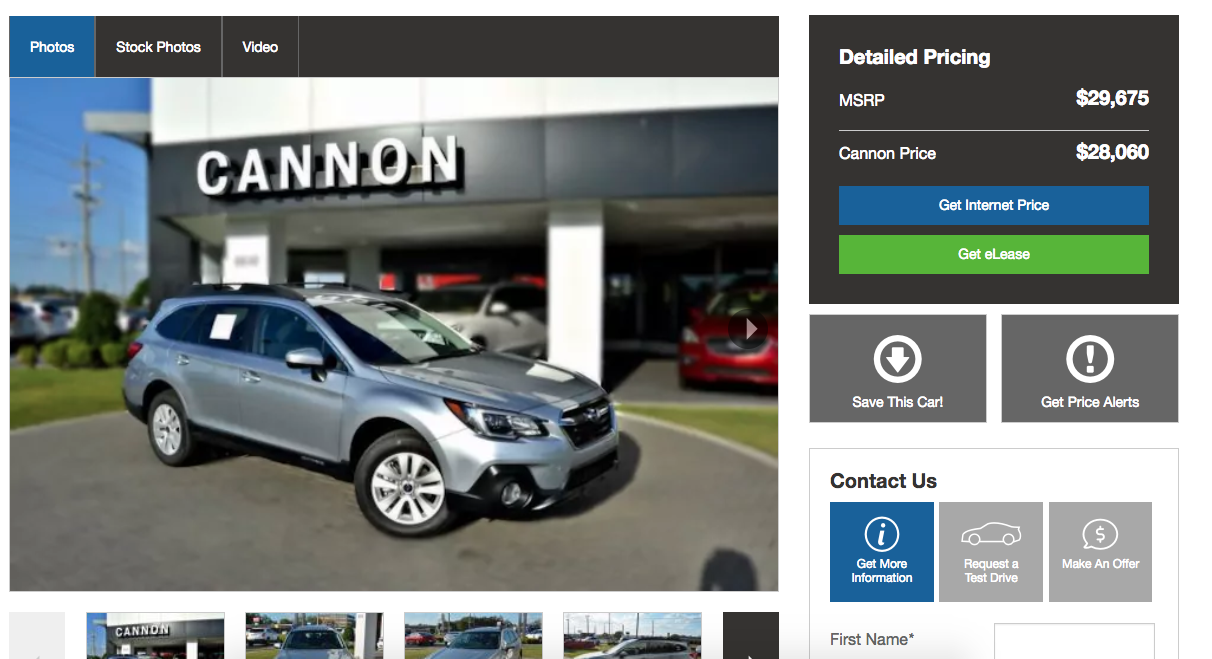 Photos
Stock Photos
Video
CANNON
Detailed Pricing
MSRP
$29,675
Cannon Price
$28,060
Get Internet Price
Get eLease
Save This Car!
Get Price Alerts
Contact Us
Get More
Information
Request a
Test Drive
Make An Offer
First Name*
CANNON